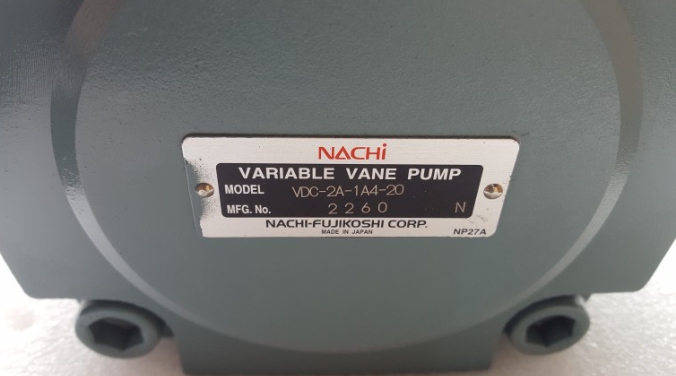 NACHi
VARIABLE VANE PUMP
MODEL VDC-2A-1A4-20
MFG. No. 2260 N
NACHI-FUJIKOSHI CORP.
MADE IN JAPAN NP27A